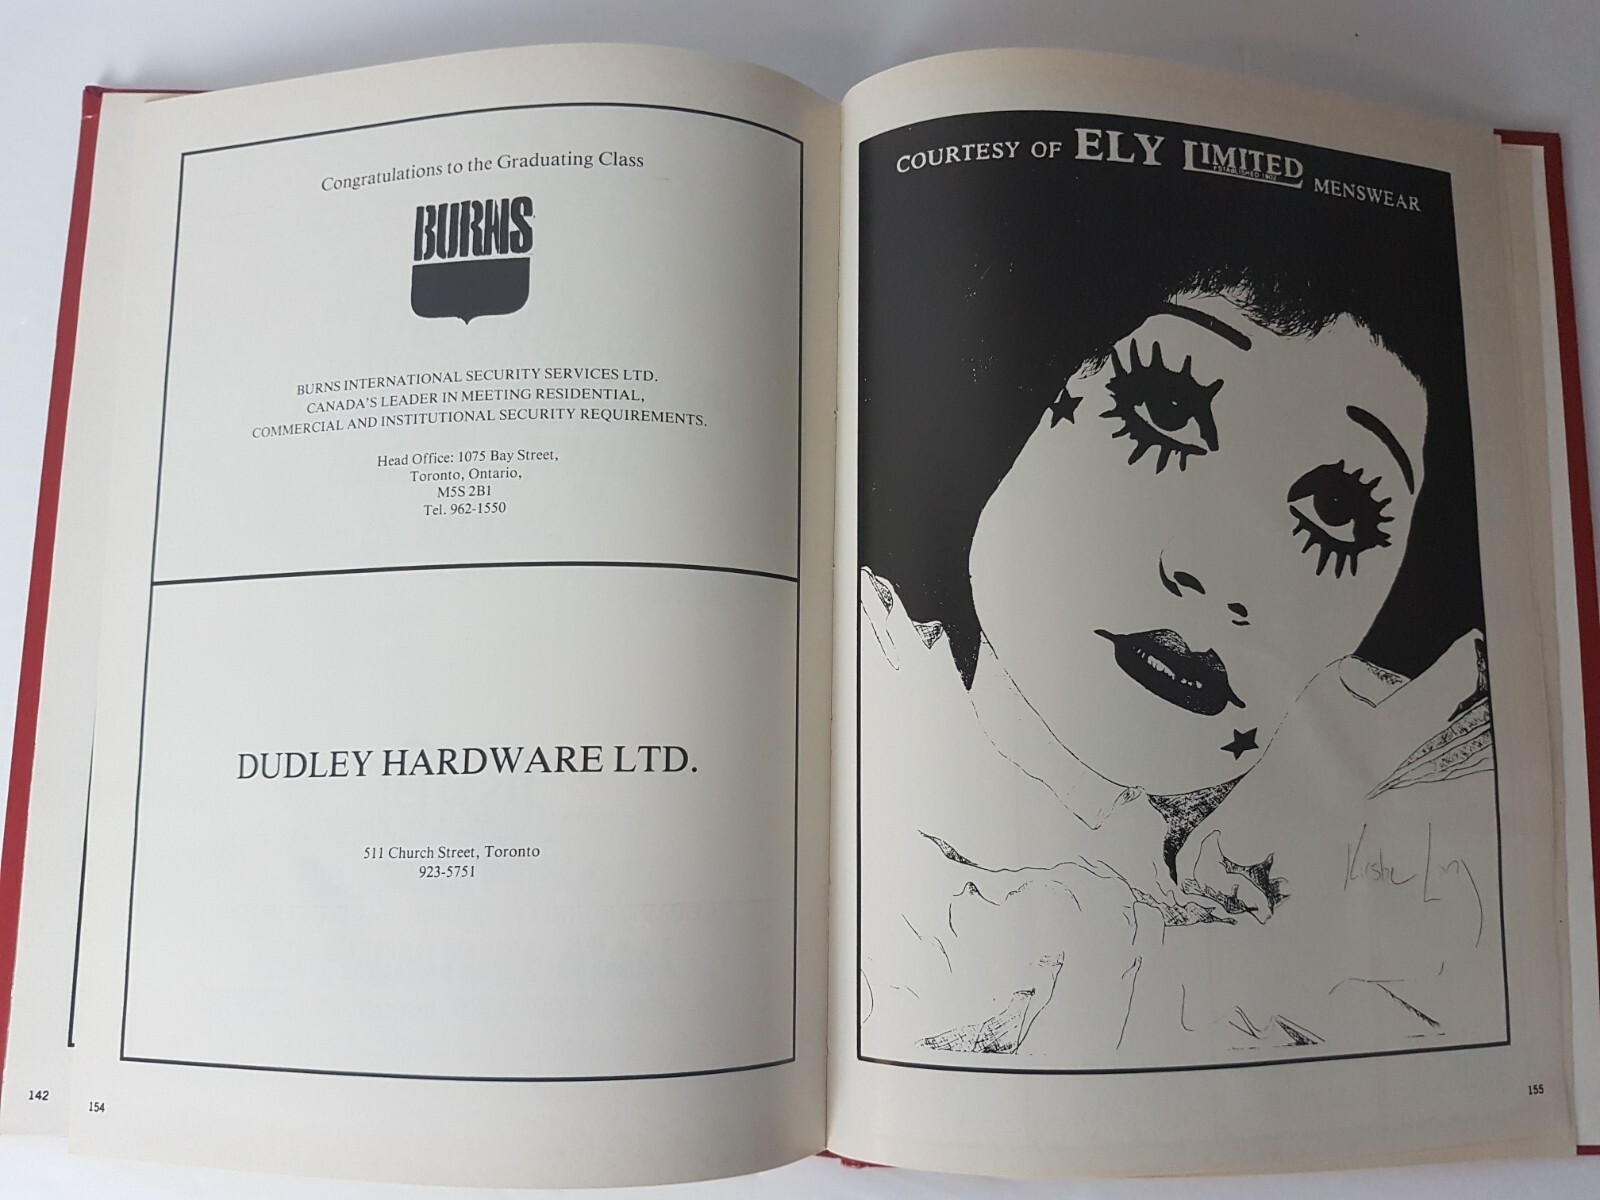 Congratulations to the Graduating Class
BURNS
BURNS INTERNATIONAL SECURITY SERVICES LTD.
CANADA'S LEADER IN MEETING RESIDENTIAL,
COMMERCIAL AND INSTITUTIONAL SECURITY REQUIREMENTS.
Head Office: 1075 Bay Street,
Toronto, Ontario,
M5S 2B1
Tel. 962-1550
DUDLEY HARDWARE LTD.
511 Church Street, Toronto
923-5751
142
154
COURTESY OF ELY LIMITED MENSWEAR
ESTABLISHED 1902
155